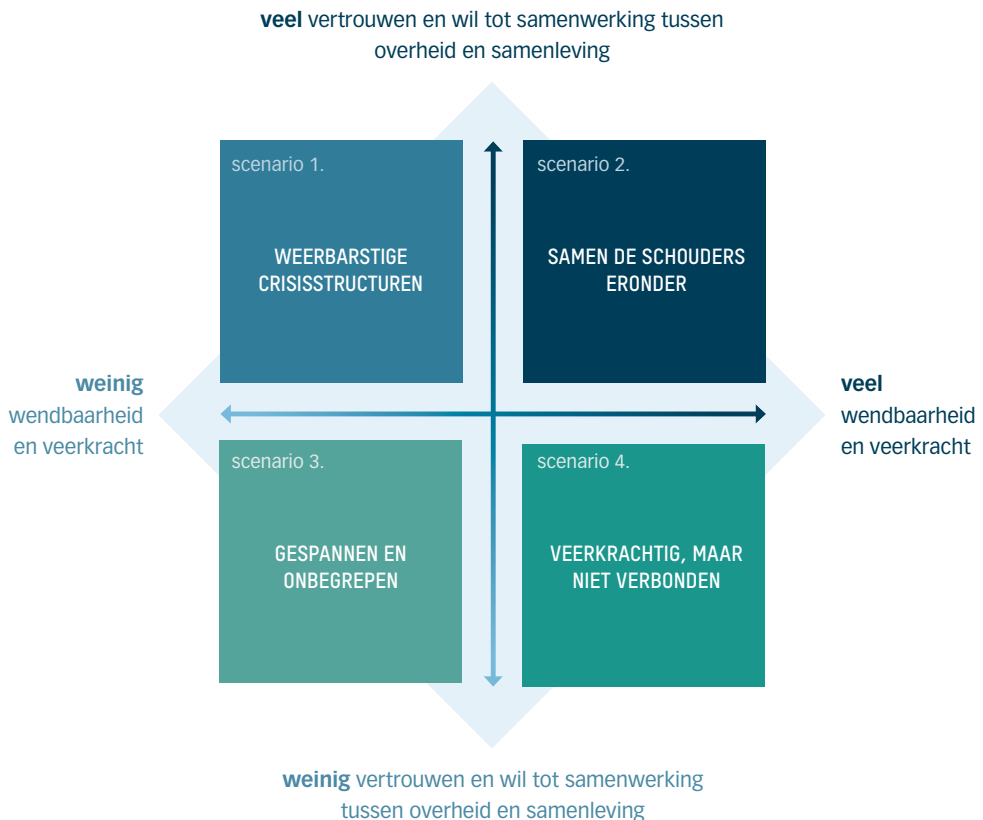 veel vertrouwen en wil tot samenwerking tussen
overheid en samenleving
scenario 1.
WEERBARSTIGE
CRISISSTRUCTUREN
scenario 2.
SAMEN DE SCHOUDERS
ERONDER
weinig
wendbaarheid
en veerkracht
veel
wendbaarheid
en veerkracht
scenario 3.
GESPANNEN EN
ONBEGREPEN
scenario 4.
VEERKRACHTIG, MAAR
NIET VERBONDEN
weinig vertrouwen en wil tot samenwerking
tussen overheid en samenleving